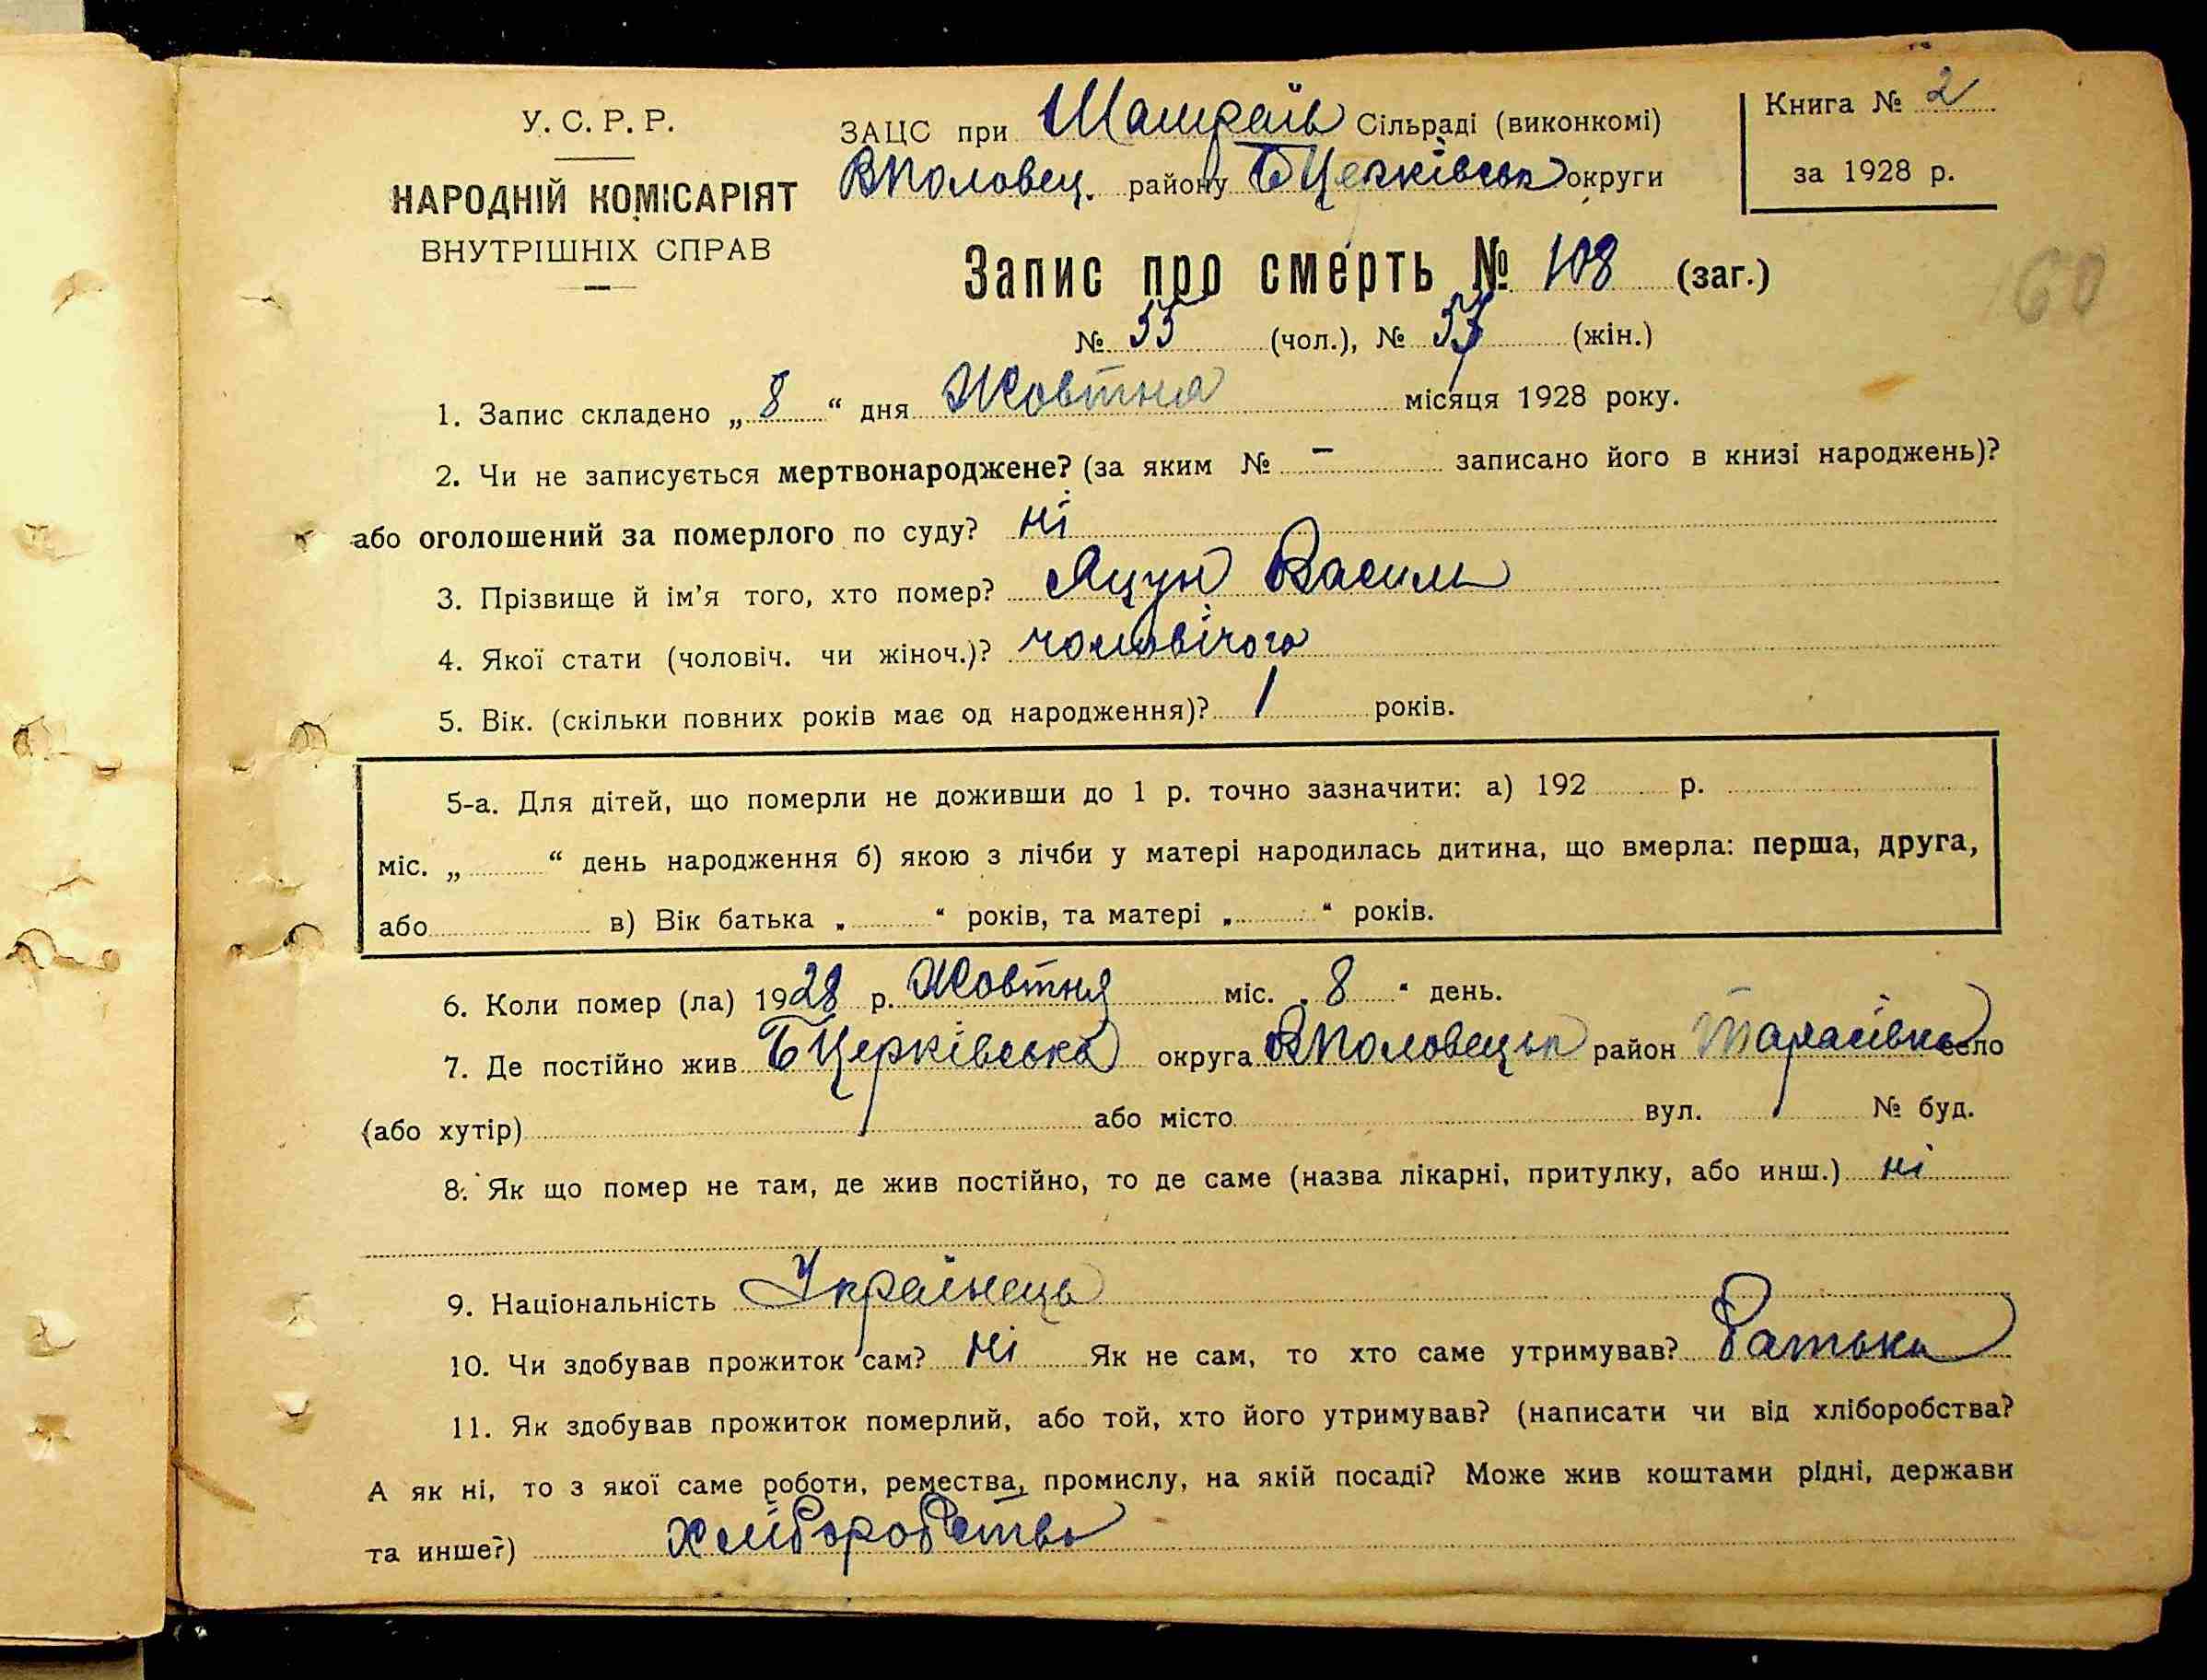 У. С. Р. Р.
НАРОДНІЙ КОМІСАРІЯТ
ВНУТРІШНІХ СПРАВ
ЗАЦС при Сільраді (виконкомі)
ВПоловец. району БЦерківськ округи
Книга № 2
за 1928 р.
Запис про смерть № 108 (заг.)
60
№ 55 (чол.), № 53 (жін.)
1. Запис складено „ 8 “ дня Жовтня місяця 1928 року.
2. Чи не записується мертвонароджене? (за яким № – записано його в книзі народжень)?
або оголошений за померлого по суду? ні
3. Прізвище й ім’я того, хто помер? Яцун Василь
4. Якої стати (чоловіч. чи жіноч.)? чоловічого
5. Вік. (скільки повних років має од народження)? 1 років.
5-а. Для дітей, що померли не доживши до 1 р. точно зазначити: а) 192 р.
міс. „ “ день народження б) якою з лічби у матері народилась дитина, що вмерла: перша, друга,
або в) Вік батька „ “ років, та матері „ “ років.
6. Коли помер (ла) 1928 р. Жовтня міс. „ 8 “ день.
7. Де постійно жив БЦерківська округа ВПоловецьк район Тарасівка село
(або хутір) або місто вул. № буд.
8. Як що помер не там, де жив постійно, то де саме (назва лікарні, притулку, або инш.) ні
9. Національність Українець
10. Чи здобував прожиток сам? ні Як не сам, то хто саме утримував? Батько
11. Як здобував прожиток померлий, або той, хто його утримував? (написати чи від хліборобства?
А як ні, то з якої саме роботи, ремества, промислу, на якій посаді? Може жив коштами рідні, держави
та инше?) хліборобство